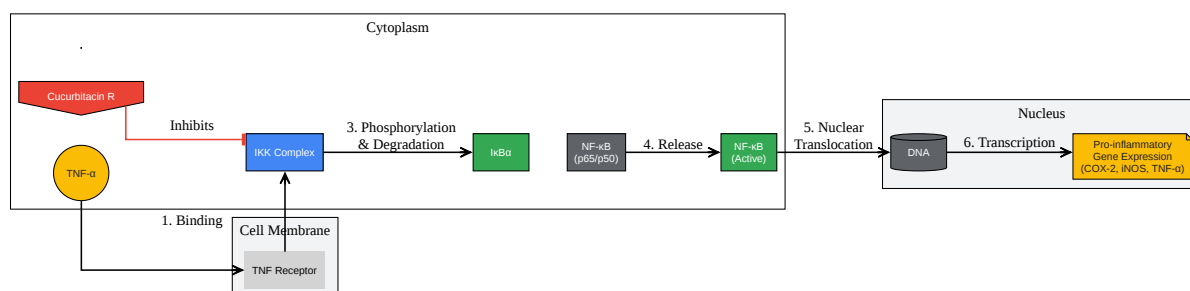 Cytoplasm
Cucurbitacin R
Inhibits
TNF-α
IKK Complex
3. Phosphorylation
& Degradation
IκBα
NF-κB
(p65/p50)
4. Release
NF-κB
(Active)
5. Nuclear
Translocation
Nucleus
DNA
6. Transcription
Pro-inflammatory
Gene Expression
(COX-2, iNOS, TNF-α)
1. Binding
Cell Membrane
TNF Receptor